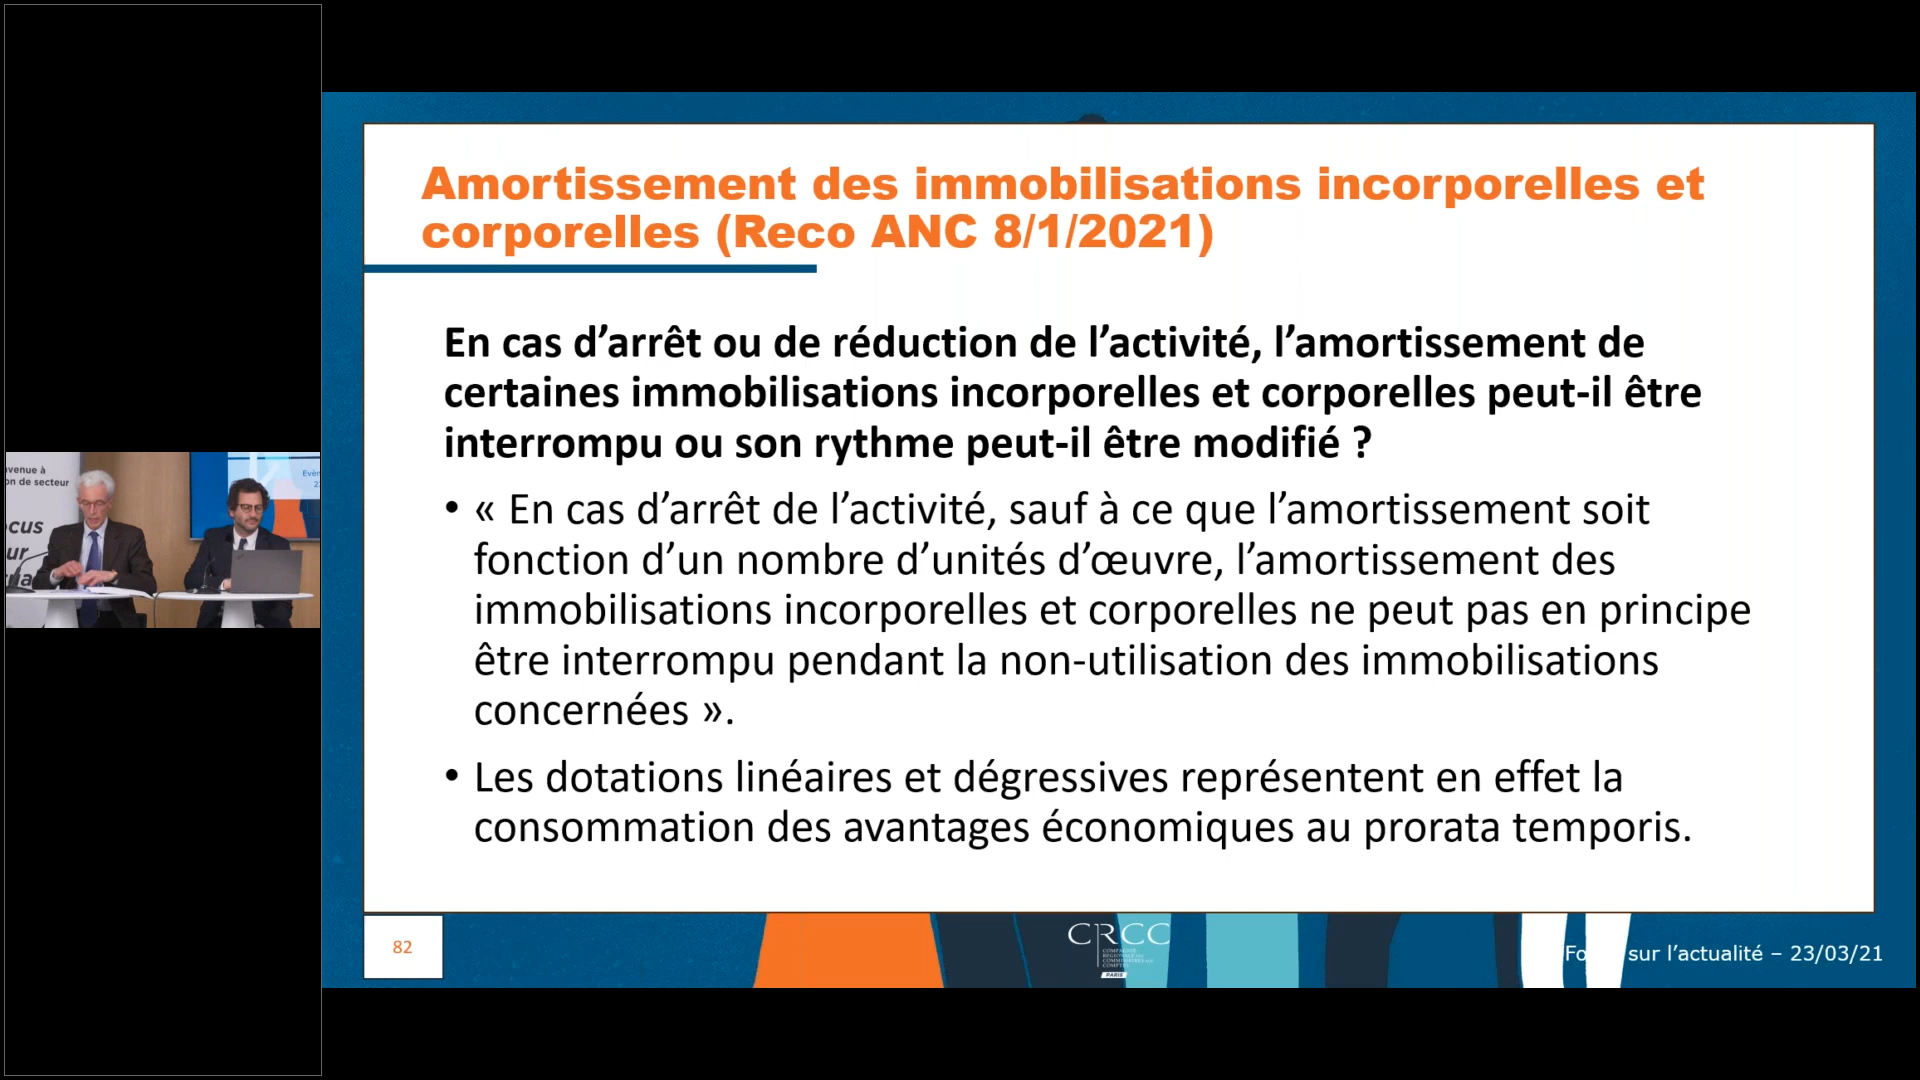 Amortissement des immobilisations incorporelles et
corporelles (Reco ANC 8/1/2021)
En cas d’arrêt ou de réduction de l’activité, l’amortissement de
certaines immobilisations incorporelles et corporelles peut-il être
interrompu ou son rythme peut-il être modifié ?
• « En cas d’arrêt de l’activité, sauf à ce que l’amortissement soit
fonction d’un nombre d’unités d’œuvre, l’amortissement des
immobilisations incorporelles et corporelles ne peut pas en principe
être interrompu pendant la non-utilisation des immobilisations
concernées ».
• Les dotations linéaires et dégressives représentent en effet la
consommation des avantages économiques au prorata temporis.
82
CRCC
PARIS
sur l’actualité – 23/03/21
de secteur